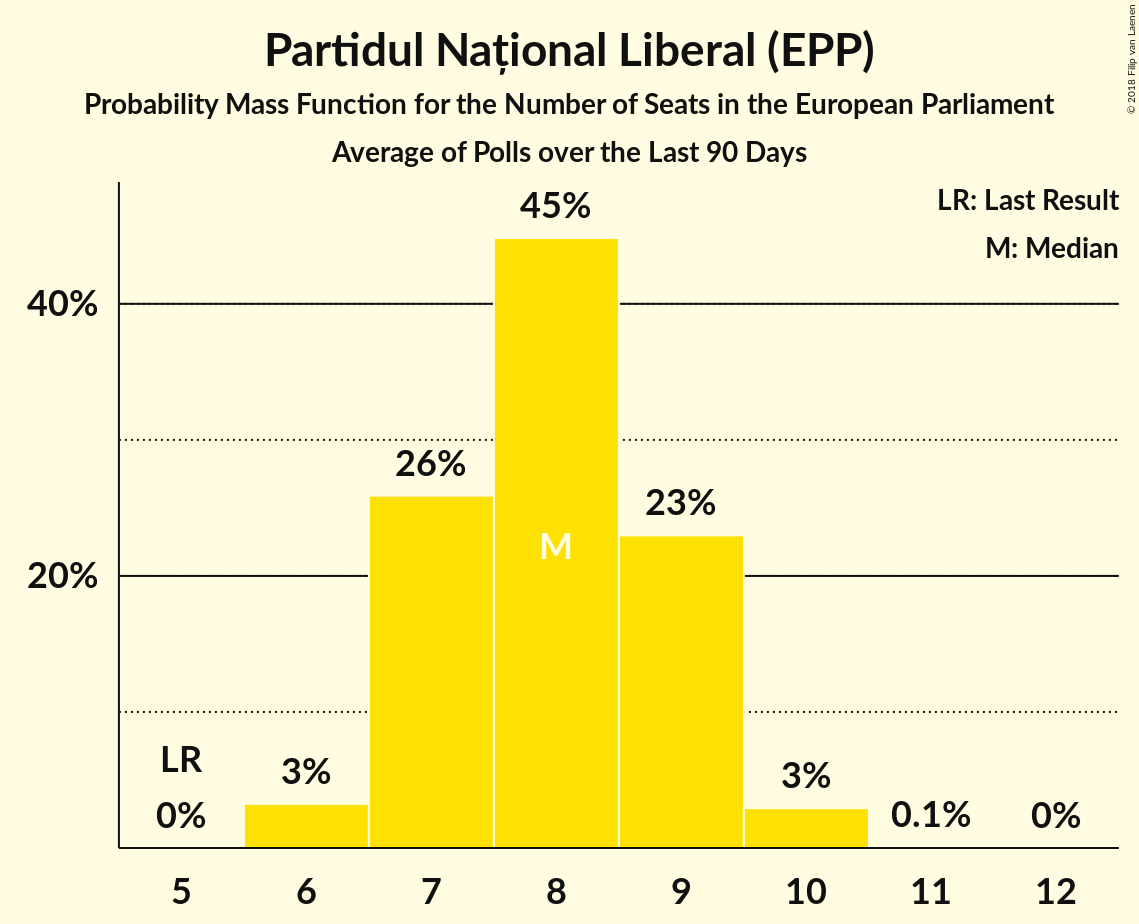 Partidul Național Liberal (EPP)
Probability Mass Function for the Number of Seats in the European Parliament
Average of Polls over the Last 90 Days
© 2018 Filip van Laenen
LR: Last Result
M: Median
45%
40%
26%
23%
M
20%
LR
3%
3%
0%
0.1%
0%
5 6 7 8 9 10 11 12